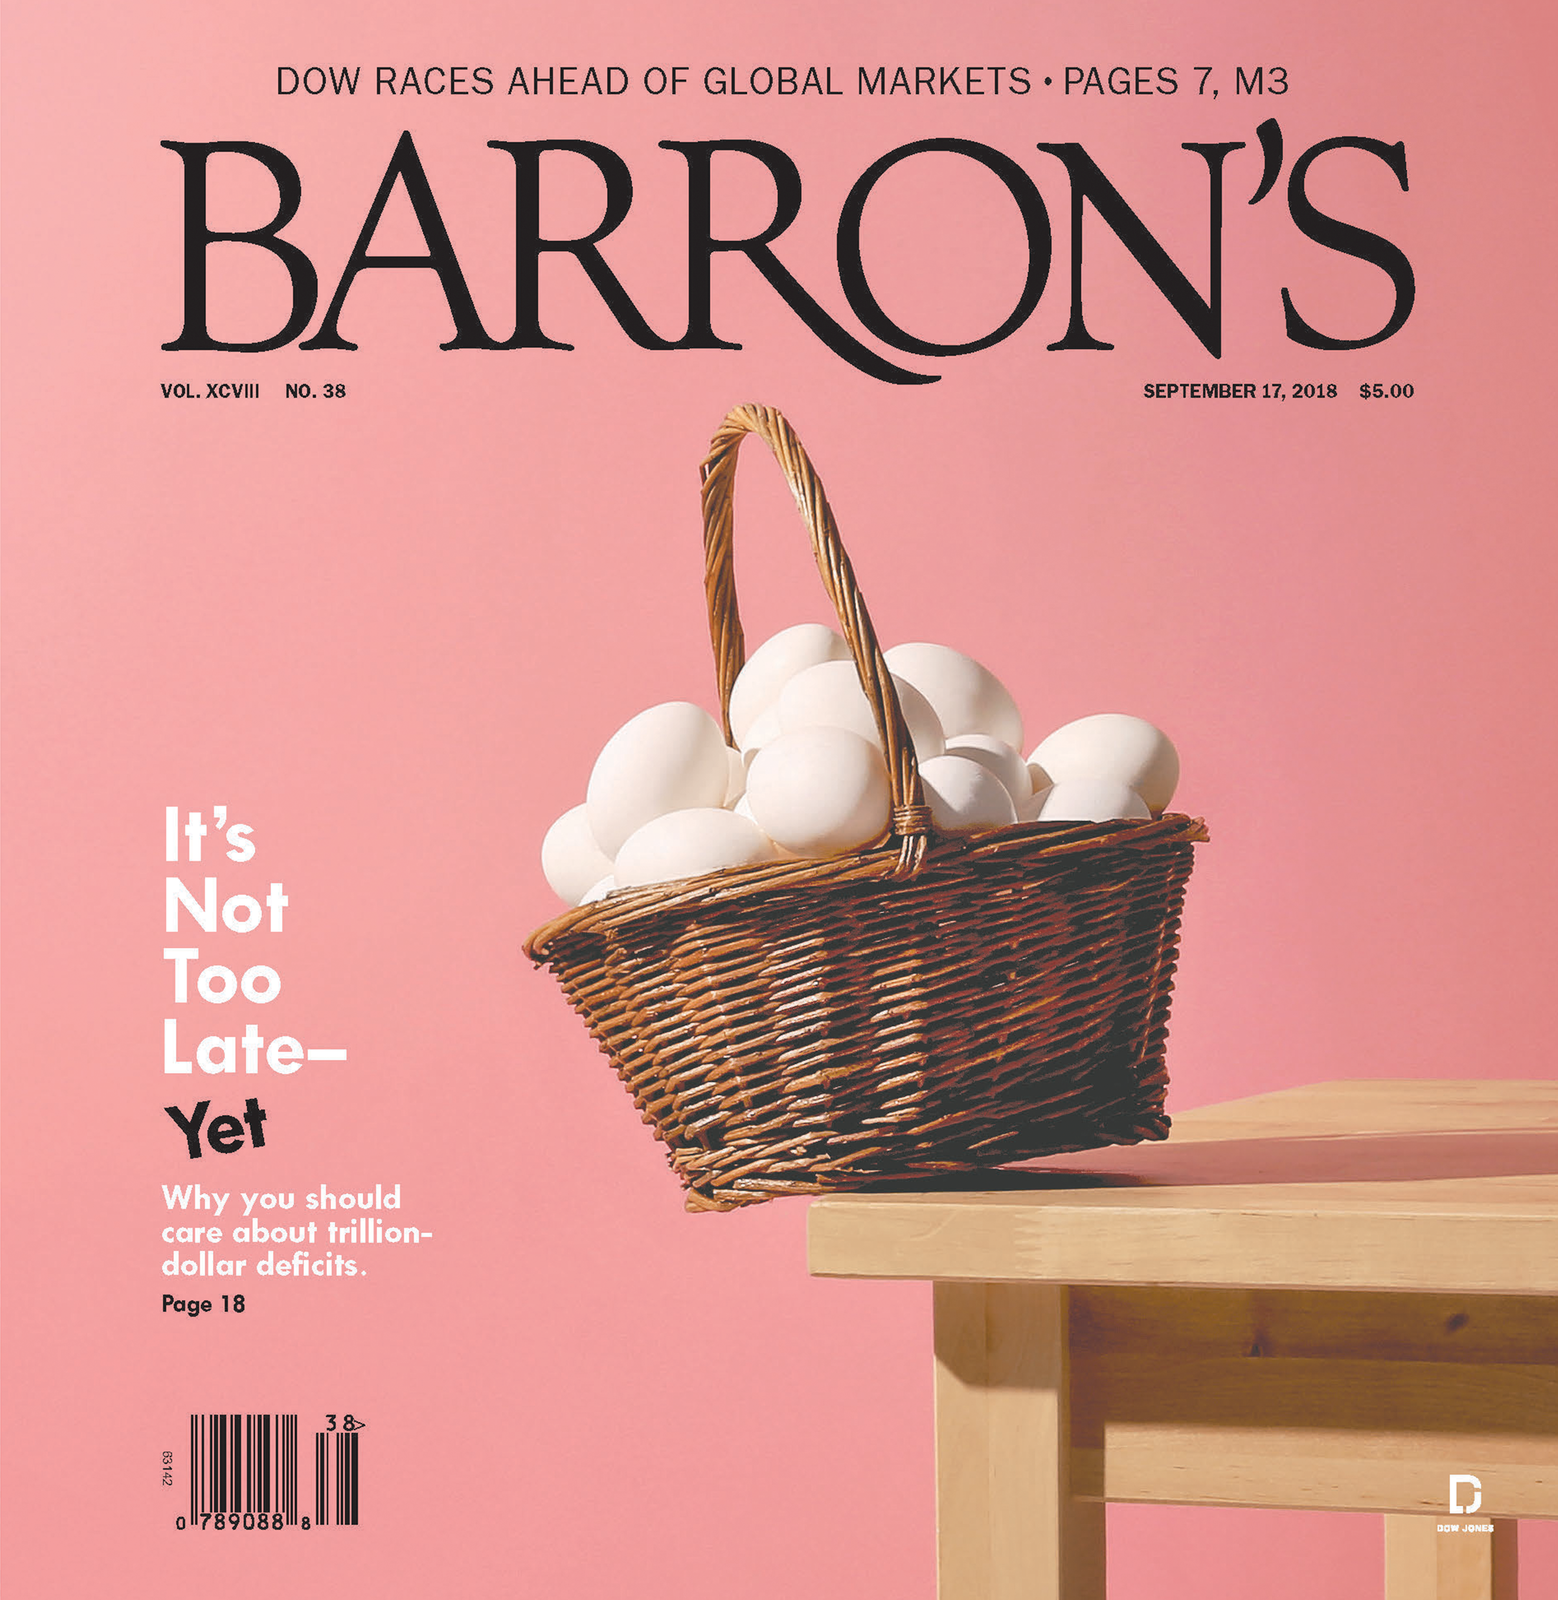 DOW RACES AHEAD OF GLOBAL MARKETS • PAGES 7, M3
BARRON'S
VOL. XCVIII NO. 38
SEPTEMBER 17, 2018 $5.00
It's
Not
Too
Late–
Yet
Why you should
care about trillion-
dollar deficits.
Page 18
38>
63142
0 789088 8
D
DOW JONES